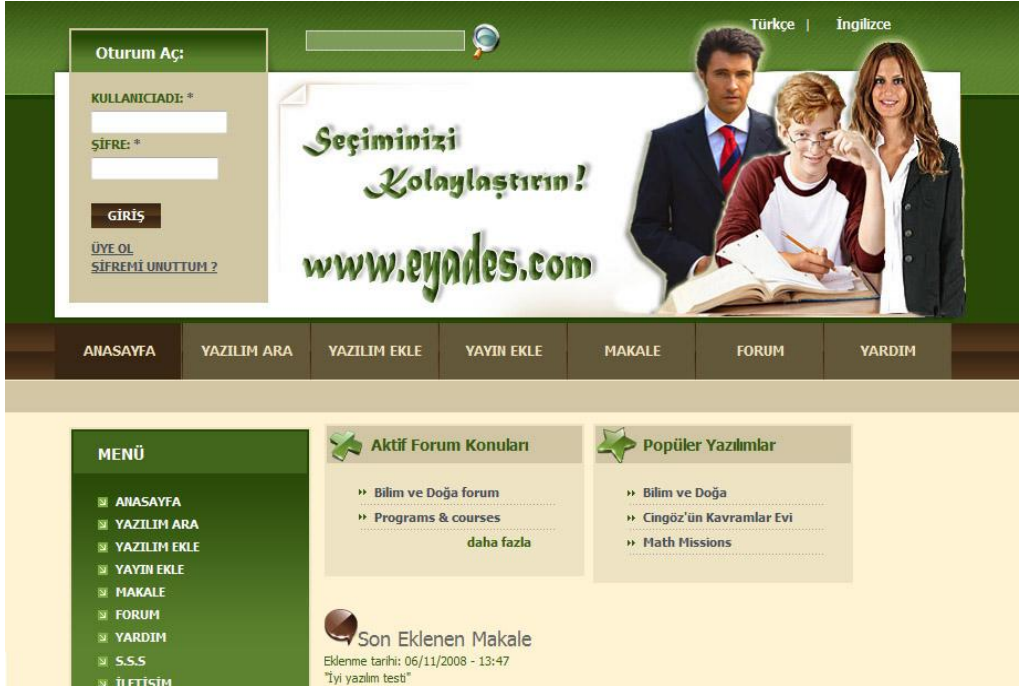 Türkçe | İngilizce
Oturum Aç:
KULLANICIADI: *
ŞİFRE: *
GİRİŞ
ÜYE OL
ŞİFREMİ UNUTTUM ?
Seçiminizi
Kolaylaştırın!
www.eyades.com
ANASAYFA YAZILIM ARA YAZILIM EKLE YAYIN EKLE MAKALE FORUM YARDIM
MENÜ
ANASAYFA
YAZILIM ARA
YAZILIM EKLE
YAYIN EKLE
MAKALE
FORUM
YARDIM
S.S.S
İLETİŞİM
Aktif Forum Konuları
Bilim ve Doğa forum
Programs & courses
daha fazla
Popüler Yazılımlar
Bilim ve Doğa
Cingöz'ün Kavramlar Evi
Math Missions
Son Eklenen Makale
Eklenme tarihi: 06/11/2008 - 13:47
"İyi yazılım testi"